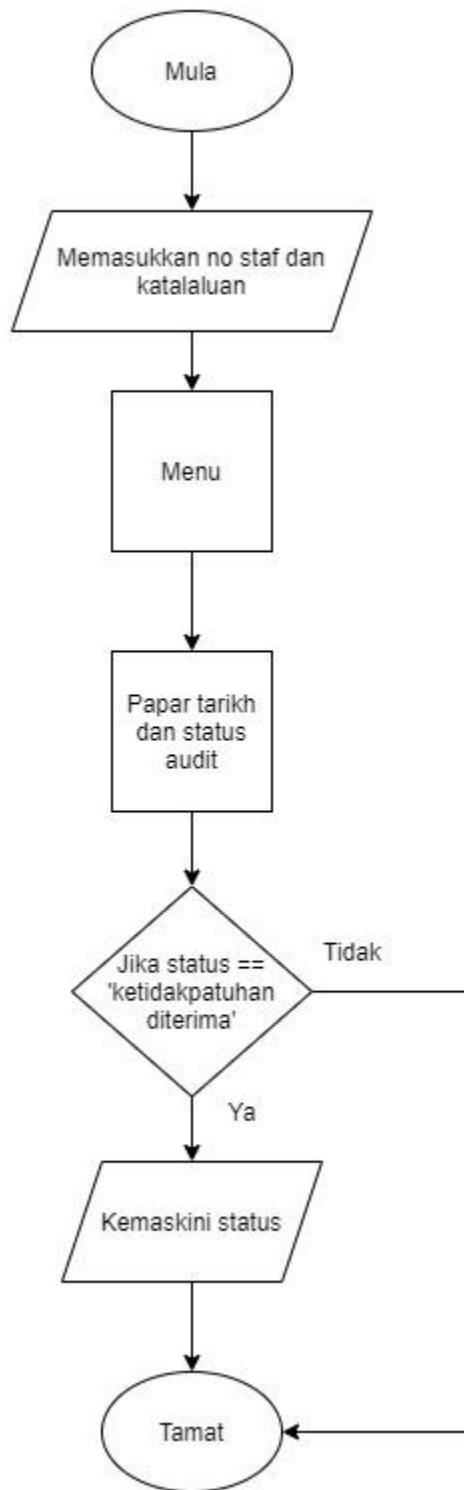 Mula
Memasukkan no staf dan
katalaluan
Menu
Papar tarikh
dan status
audit
Jika status ==
'ketidakpatuhan
diterima'
Tidak
Ya
Kemaskini status
Tamat